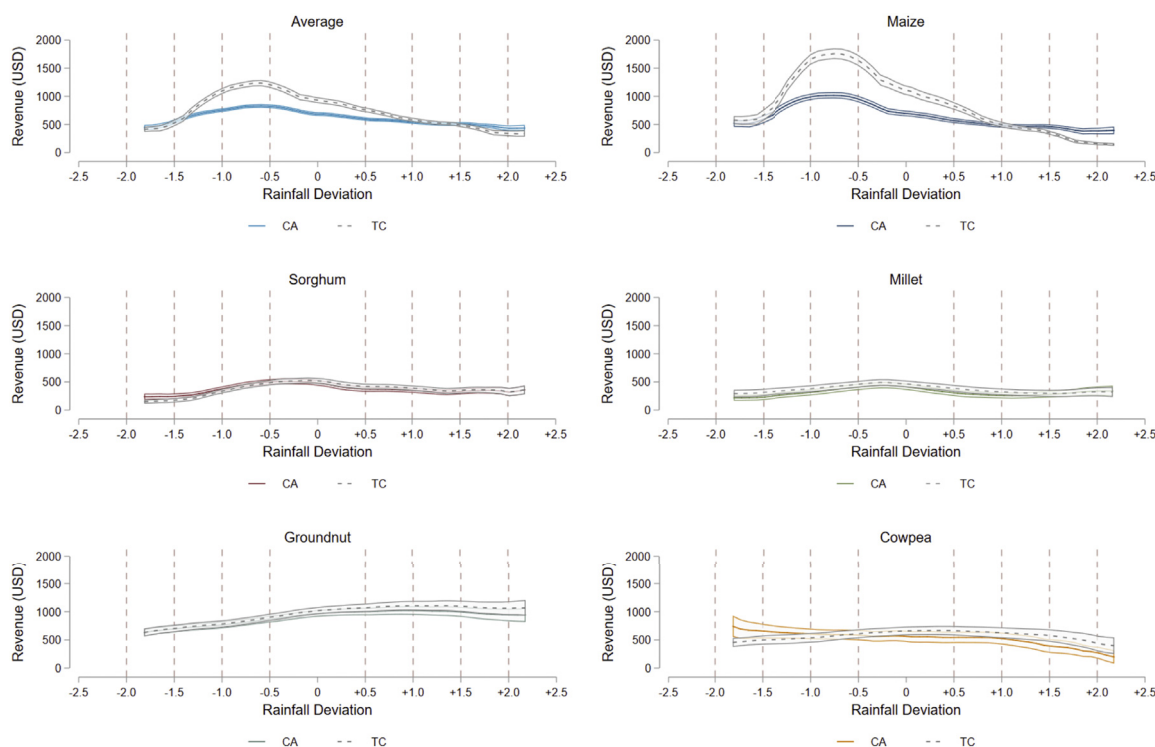 Average
Revenue (USD)
2000
1500
1000
500
0
-2.5 -2.0 -1.5 -1.0 -0.5 0 +0.5 +1.0 +1.5 +2.0 +2.5
Rainfall Deviation
CA TC
Maize
Revenue (USD)
2000
1500
1000
500
0
-2.5 -2.0 -1.5 -1.0 -0.5 0 +0.5 +1.0 +1.5 +2.0 +2.5
Rainfall Deviation
CA TC
Sorghum
Revenue (USD)
2000
1500
1000
500
0
-2.5 -2.0 -1.5 -1.0 -0.5 0 +0.5 +1.0 +1.5 +2.0 +2.5
Rainfall Deviation
CA TC
Millet
Revenue (USD)
2000
1500
1000
500
0
-2.5 -2.0 -1.5 -1.0 -0.5 0 +0.5 +1.0 +1.5 +2.0 +2.5
Rainfall Deviation
CA TC
Groundnut
Revenue (USD)
2000
1500
1000
500
0
-2.5 -2.0 -1.5 -1.0 -0.5 0 +0.5 +1.0 +1.5 +2.0 +2.5
Rainfall Deviation
CA TC
Cowpea
Revenue (USD)
2000
1500
1000
500
0
-2.5 -2.0 -1.5 -1.0 -0.5 0 +0.5 +1.0 +1.5 +2.0 +2.5
Rainfall Deviation
CA TC